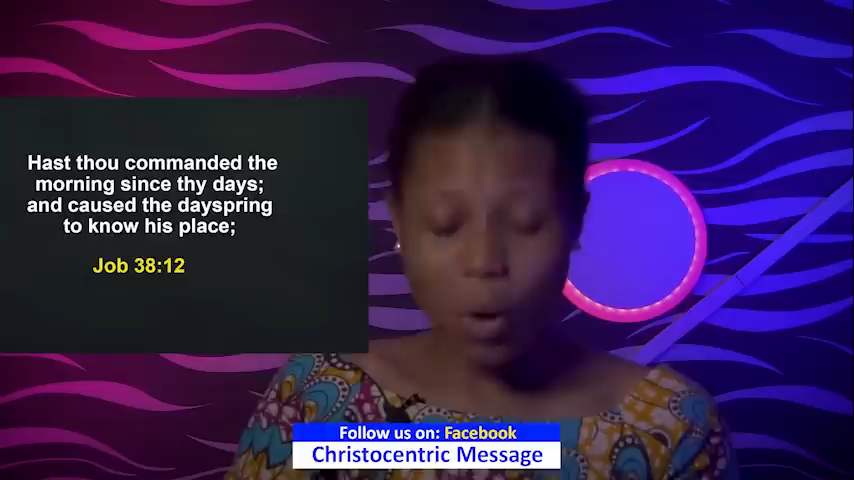 Hast thou commanded the
morning since thy days;
and caused the dayspring
to know his place;
Job 38:12
Follow us on: Facebook
Christocentric Message